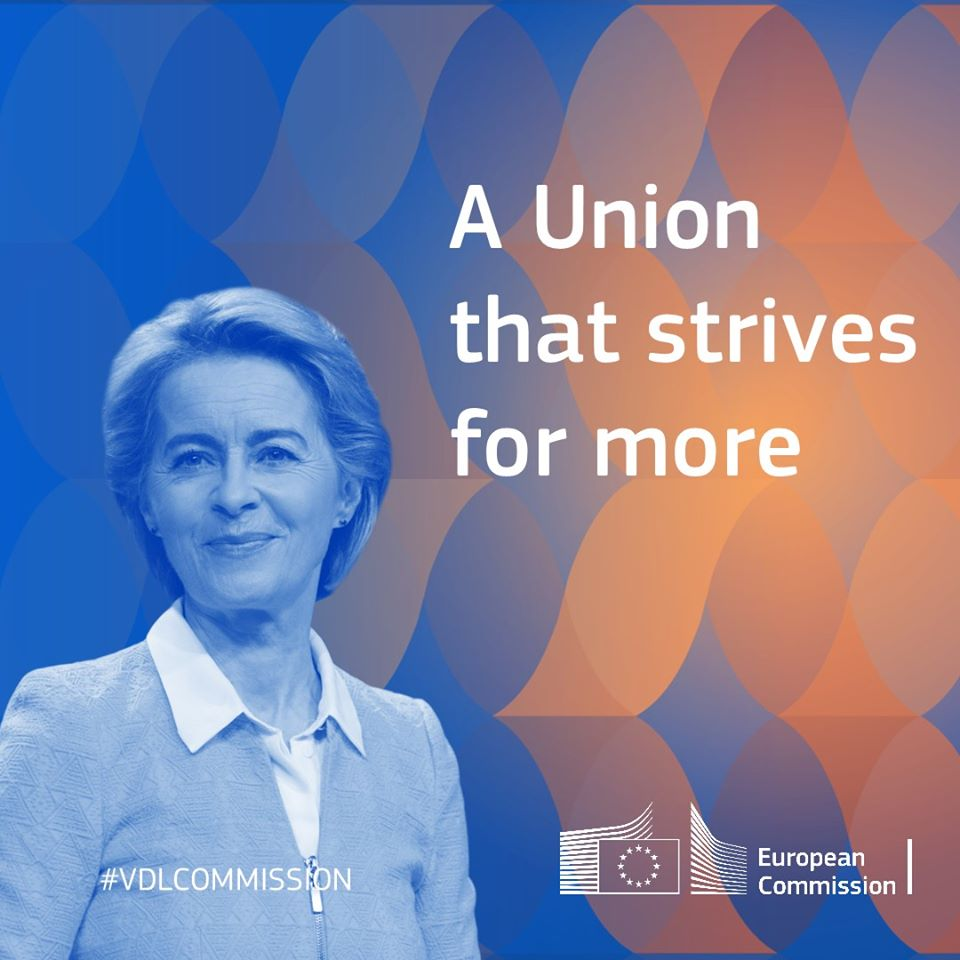 A Union
that strives
for more
#VDLCOMMISSION
European
Commission